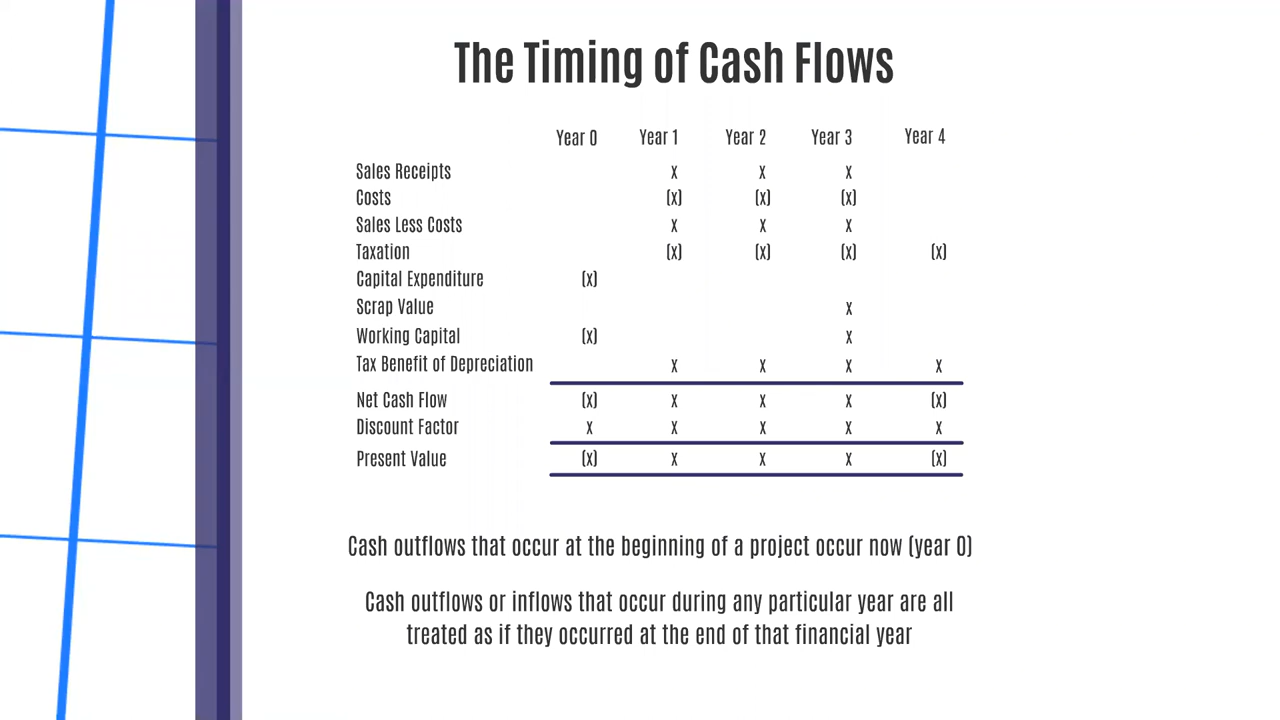 The Timing of Cash Flows
Year 0 Year 1 Year 2 Year 3 Year 4
Sales Receipts x x x
Costs (x) (x) (x)
Sales Less Costs x x x
Taxation (x) (x) (x) (x)
Capital Expenditure (x)
Scrap Value x
Working Capital (x) x
Tax Benefit of Depreciation x x x x
Net Cash Flow (x) x x x (x)
Discount Factor x x x x x
Present Value (x) x x x (x)
Cash outflows that occur at the beginning of a project occur now (year 0)
Cash outflows or inflows that occur during any particular year are all
treated as if they occurred at the end of that financial year